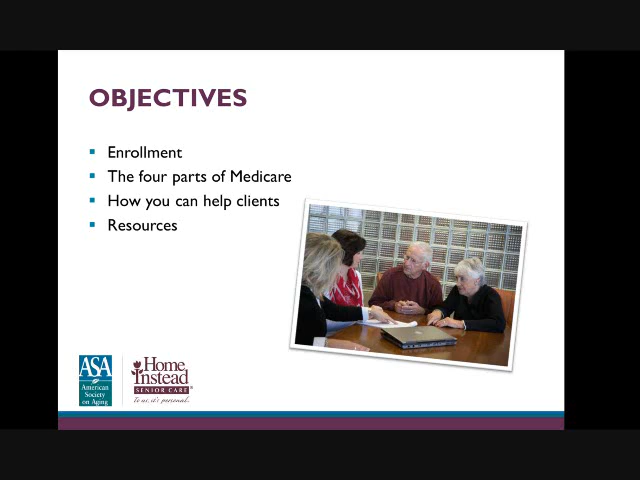 OBJECTIVES
Enrollment
The four parts of Medicare
How you can help clients
Resources
ASA
American
Society
on Aging
Home
Instead
SENIOR CARE
To us, it's personal.